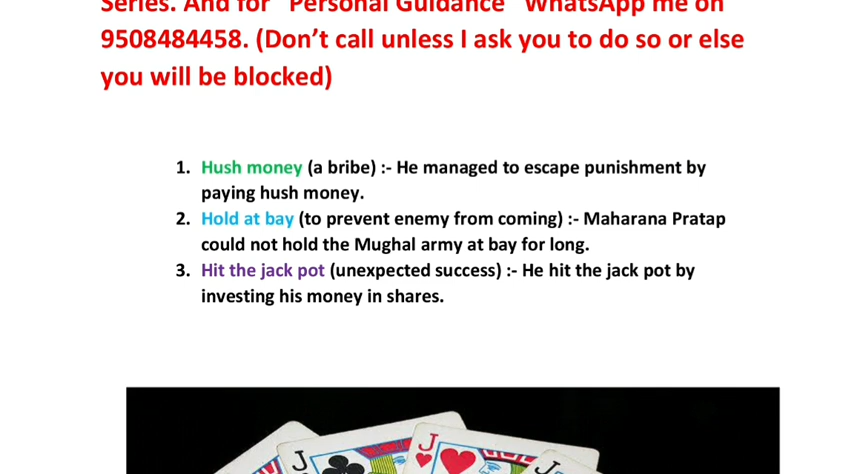 Series. And for "Personal Guidance" WhatsApp me on
9508484458. (Don't call unless I ask you to do so or else
you will be blocked)
1. Hush money (a bribe) :- He managed to escape punishment by
paying hush money.
2. Hold at bay (to prevent enemy from coming) :- Maharana Pratap
could not hold the Mughal army at bay for long.
3. Hit the jack pot (unexpected success) :- He hit the jack pot by
investing his money in shares.
J
J
J